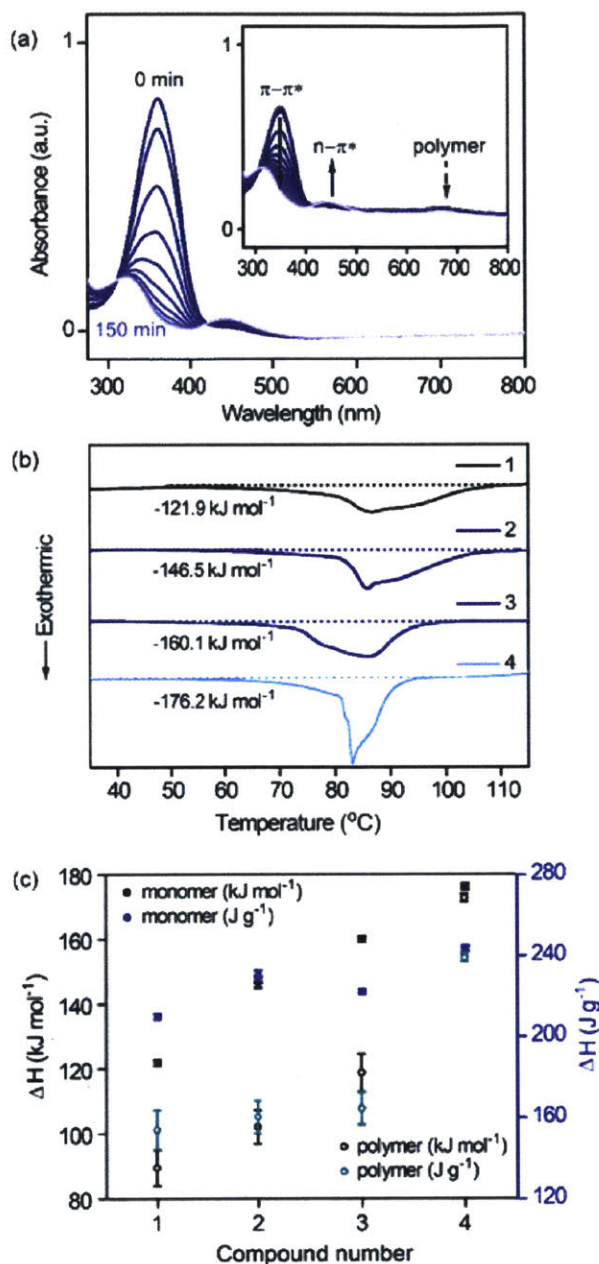 (a)
1
0 min
150 min
0
Absorbance (a.u.)
300 400 500 600 700 800
Wavelength (nm)
1
π–π*
n–π*
polymer
0
300 400 500 600 700 800
(b)
1
-121.9 kJ mol⁻¹
2
-146.5 kJ mol⁻¹
3
-160.1 kJ mol⁻¹
4
-176.2 kJ mol⁻¹
Exothermic
40 50 60 70 80 90 100 110
Temperature (°C)
(c)
monomer (kJ mol⁻¹)
monomer (J g⁻¹)
polymer (kJ mol⁻¹)
polymer (J g⁻¹)
180
160
140
120
100
80
ΔH (kJ mol⁻¹)
280
240
200
160
120
ΔH (J g⁻¹)
1 2 3 4
Compound number